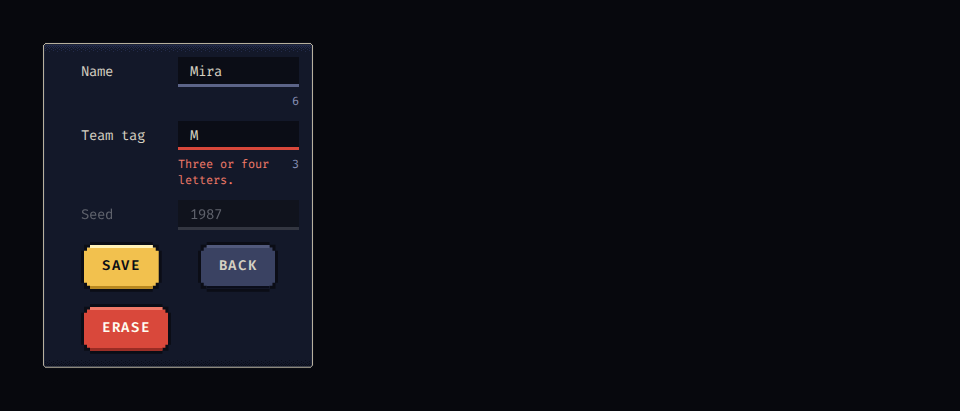 Name Mira
6
Team tag M
Three or four 3
letters.
Seed 1987
SAVE BACK
ERASE